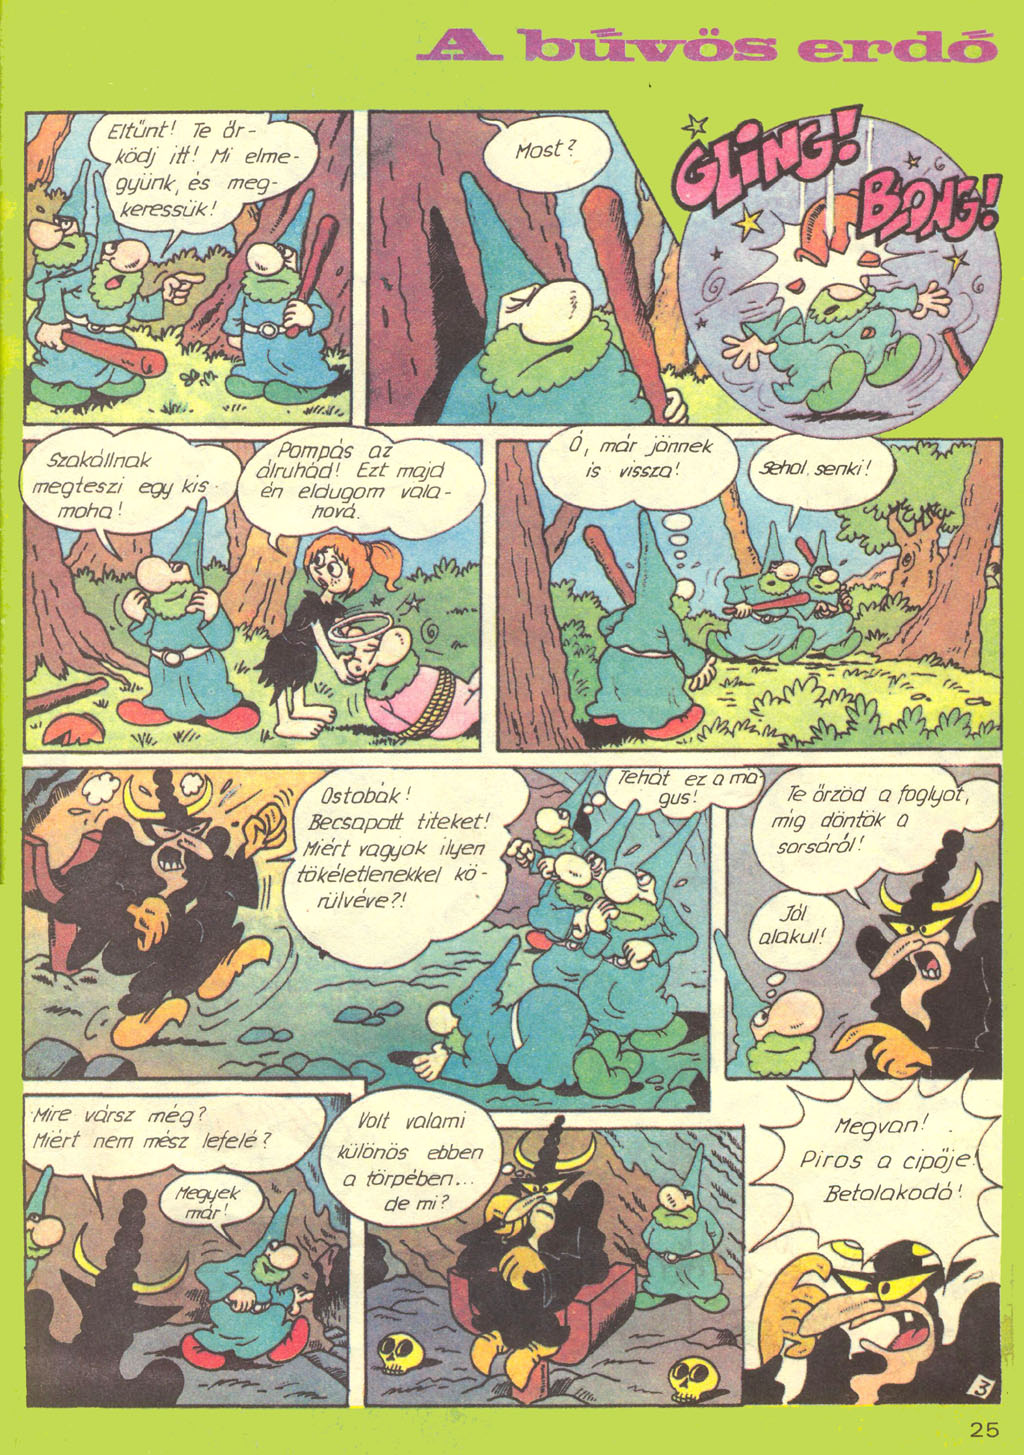 A bűvös erdő
Eltűnt! Te őr-
ködj itt! Mi elme-
gyünk, és meg-
keressük!
Most?
GLING!
BLONG!
Szakállnak
megteszi egy kis
moha!
Pompás az
álruhád! Ezt majd
én eldugom vala-
hová.
Ó, már jönnek
is vissza!
Sehol, senki!
Ostobák!
Becsapott titeket!
Miért vagyok ilyen
tökéletlenekkel kö-
rülvéve?!
Tehát ez a má-
gus!
Te őrzöd a foglyot,
míg döntök a
sorsáról!
Jól
alakul!
Mire vársz még?
Miért nem mész lefelé?
Megyek
már!
Volt valami
különös ebben
a törpében...
de mi?
Megvan!
Piros a cipője!
Betolakodó!
3
25